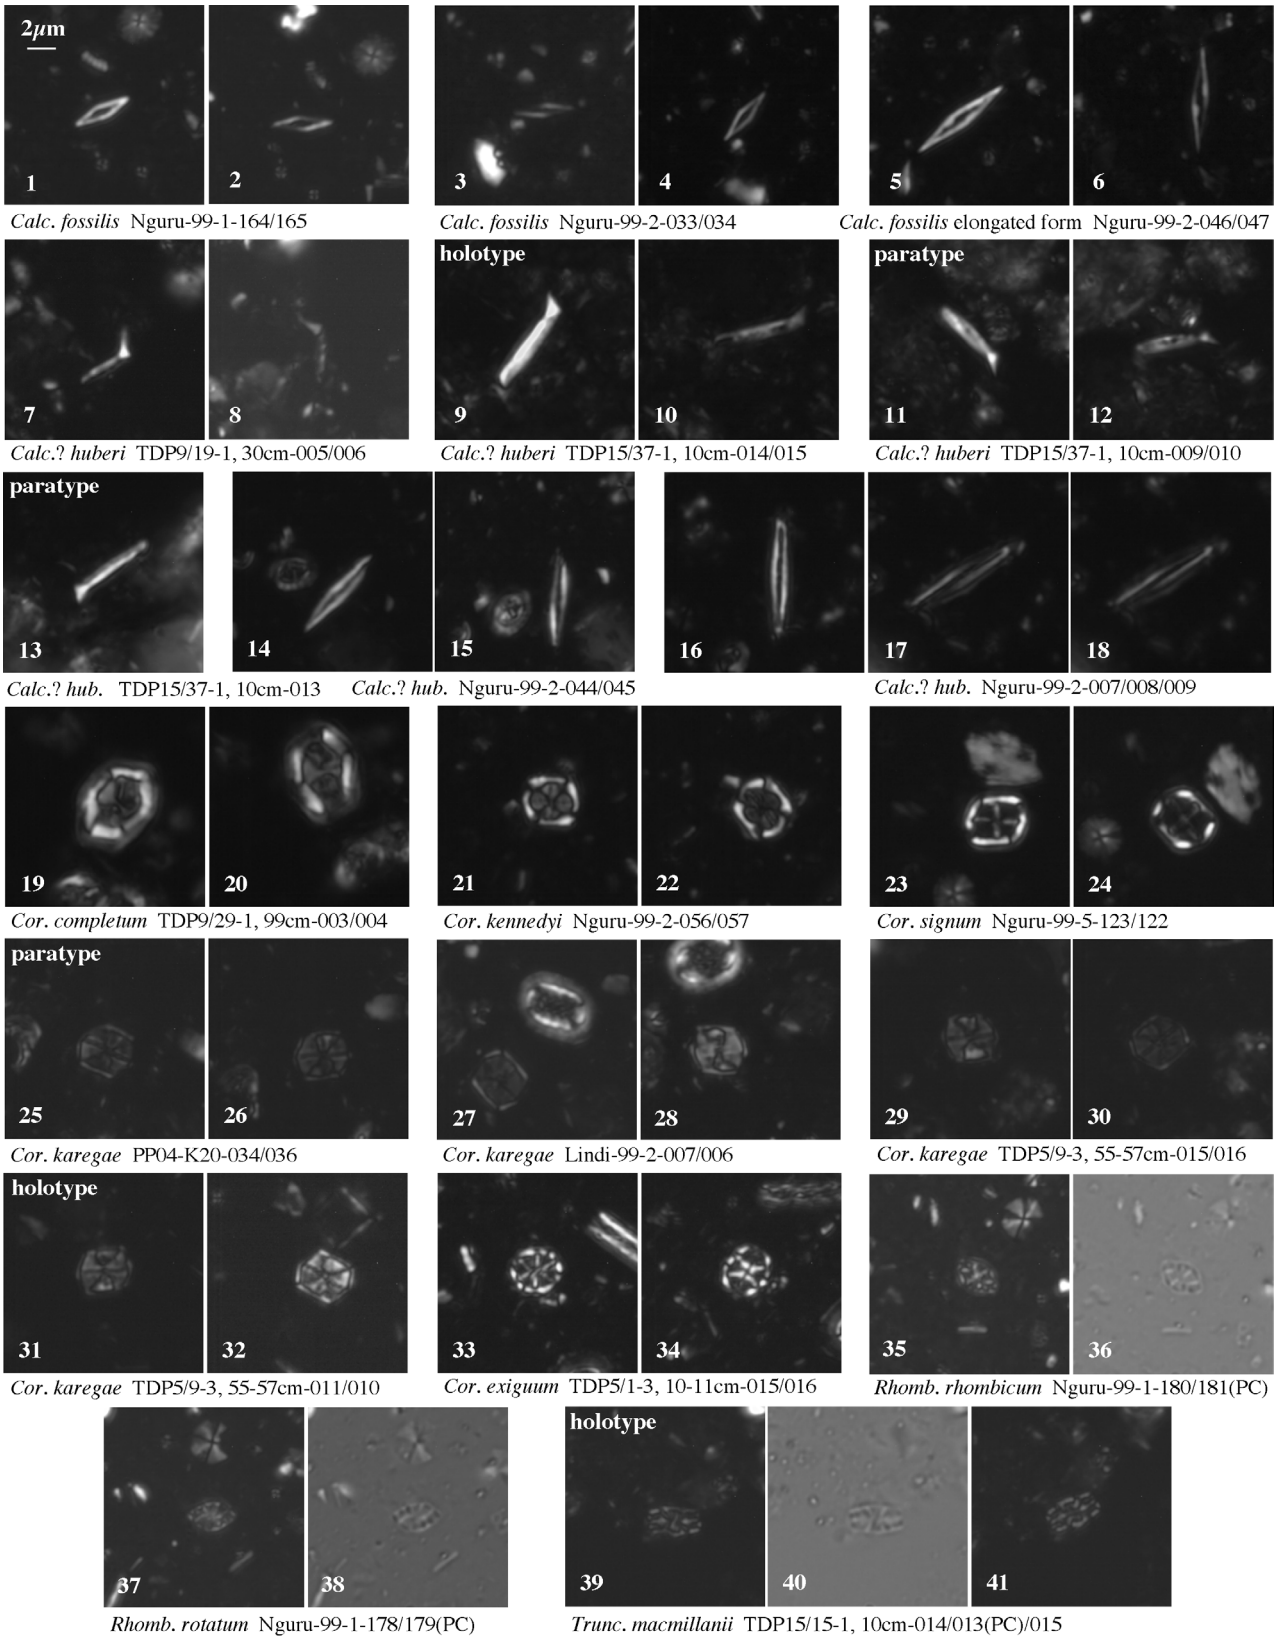 2µm
1 2 3 4 5 6
Calc. fossilis Nguru-99-1-164/165 Calc. fossilis Nguru-99-2-033/034 Calc. fossilis elongated form Nguru-99-2-046/047
holotype paratype
7 8 9 10 11 12
Calc.? huberi TDP9/19-1, 30cm-005/006 Calc.? huberi TDP15/37-1, 10cm-014/015 Calc.? huberi TDP15/37-1, 10cm-009/010
paratype
13 14 15 16 17 18
Calc.? hub. TDP15/37-1, 10cm-013 Calc.? hub. Nguru-99-2-044/045 Calc.? hub. Nguru-99-2-007/008/009
19 20 21 22 23 24
Cor. completum TDP9/29-1, 99cm-003/004 Cor. kennedyi Nguru-99-2-056/057 Cor. signum Nguru-99-5-123/122
paratype
25 26 27 28 29 30
Cor. karegae PP04-K20-034/036 Cor. karegae Lindi-99-2-007/006 Cor. karegae TDP5/9-3, 55-57cm-015/016
holotype
31 32 33 34 35 36
Cor. karegae TDP5/9-3, 55-57cm-011/010 Cor. exiguum TDP5/1-3, 10-11cm-015/016 Rhomb. rhombicum Nguru-99-1-180/181(PC)
holotype
37 38 39 40 41
Rhomb. rotatum Nguru-99-1-178/179(PC) Trunc. macmillanii TDP15/15-1, 10cm-014/013(PC)/015